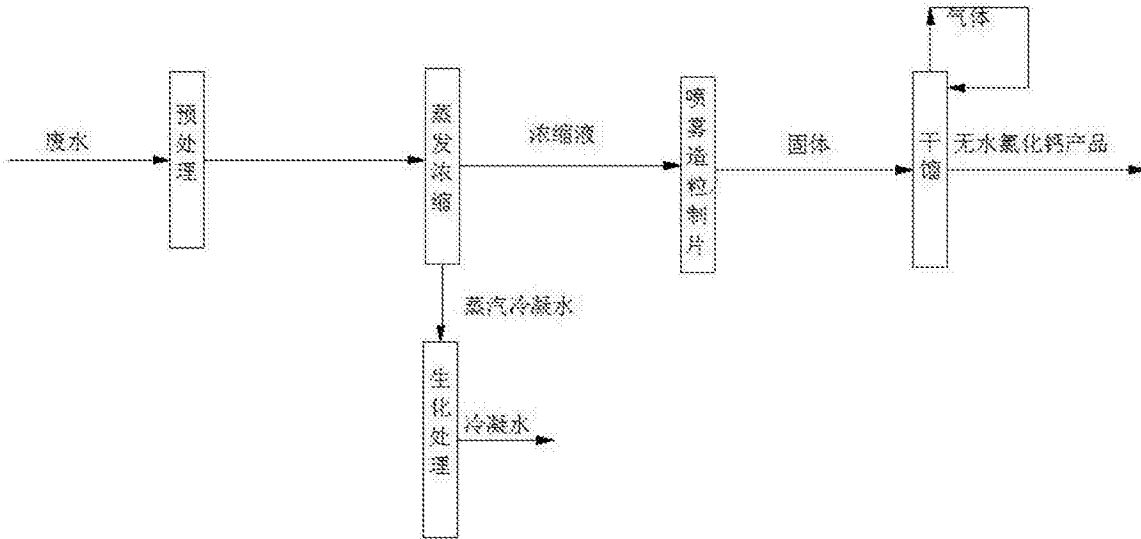 气体
废水
预处理
蒸发浓缩
浓缩液
喷雾造粒制片
固体
干馏
无水氯化钙产品
蒸汽冷凝水
生化处理
冷凝水